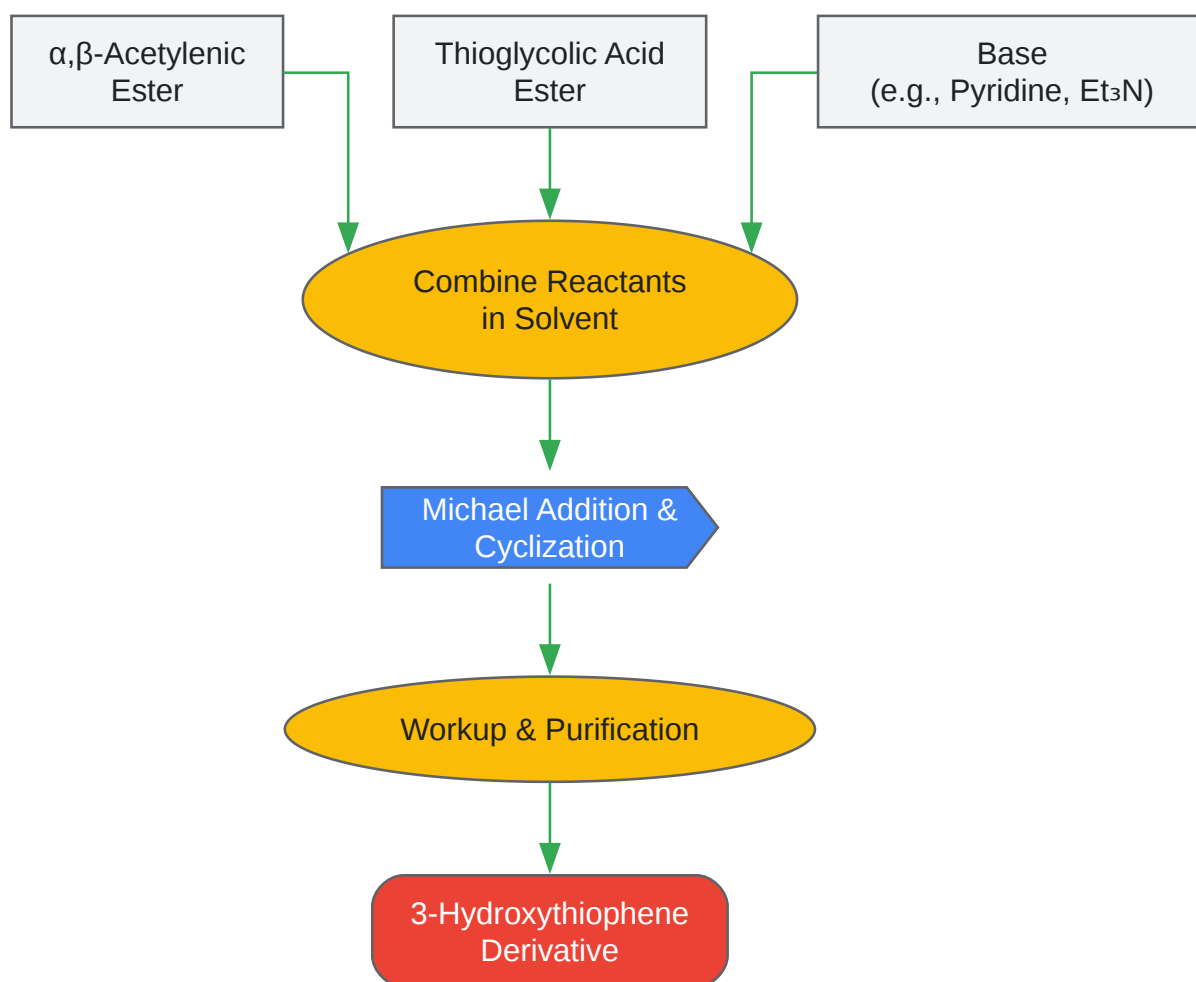 α,β-Acetylenic
Ester
Thioglycolic Acid
Ester
Base
(e.g., Pyridine, Et₃N)
Combine Reactants
in Solvent
Michael Addition &
Cyclization
Workup & Purification
3-Hydroxythiophene
Derivative